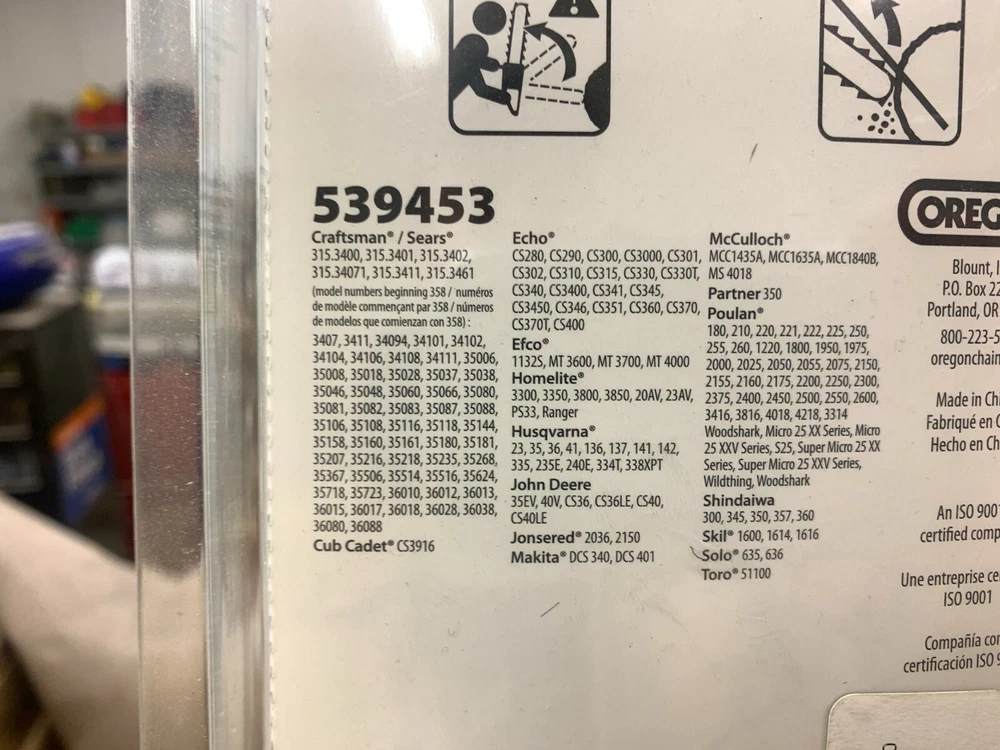 539453
Craftsman® / Sears®
315.3400, 315.3401, 315.3402,
315.34071, 315.3411, 315.3461
(model numbers beginning 358 / numéros
de modèle commençant par 358 / números
de modelos que comienzan con 358) :
3407, 3411, 34094, 34101, 34102,
34104, 34106, 34108, 34111, 35006,
35008, 35018, 35028, 35037, 35038,
35046, 35048, 35060, 35066, 35080,
35081, 35082, 35083, 35087, 35088,
35106, 35108, 35116, 35118, 35144,
35158, 35160, 35161, 35180, 35181,
35207, 35216, 35218, 35235, 35268,
35367, 35506, 35514, 35516, 35624,
35718, 35723, 36010, 36012, 36013,
36015, 36017, 36018, 36028, 36038,
36080, 36088
Cub Cadet® CS3916
Echo®
CS280, CS290, CS300, CS3000, CS301,
CS302, CS310, CS315, CS330, CS330T,
CS340, CS3400, CS341, CS345,
CS3450, CS346, CS351, CS360, CS370,
CS370T, CS400
Efco®
1132S, MT 3600, MT 3700, MT 4000
Homelite®
3300, 3350, 3800, 3850, 20AV, 23AV,
PS33, Ranger
Husqvarna®
23, 35, 36, 41, 136, 137, 141, 142,
335, 235E, 240E, 334T, 338XPT
John Deere
35EV, 40V, CS36, CS36LE, CS40,
CS40LE
Jonsered® 2036, 2150
Makita® DCS 340, DCS 401
McCulloch®
MCC1435A, MCC1635A, MCC1840B,
MS 4018
Partner 350
Poulan®
180, 210, 220, 221, 222, 225, 250,
255, 260, 1220, 1800, 1950, 1975,
2000, 2025, 2050, 2055, 2075, 2150,
2155, 2160, 2175, 2200, 2250, 2300,
2375, 2400, 2450, 2500, 2550, 2600,
3416, 3816, 4018, 4218, 3314
Woodshark, Micro 25 XX Series, Micro
25 XXV Series, S25, Super Micro 25 XX
Series, Super Micro 25 XXV Series,
Wildthing, Woodshark
Shindaiwa
300, 345, 350, 357, 360
Skil® 1600, 1614, 1616
Solo® 635, 636
Toro® 51100
OREG
Blount, I
P.O. Box 22
Portland, OR
800-223-5
oregonchain
Made in Chi
Fabriqué en C
Hecho en Ch
An ISO 9001
certified comp
Une entreprise ce
ISO 9001
Compañía con
certificación ISO 9